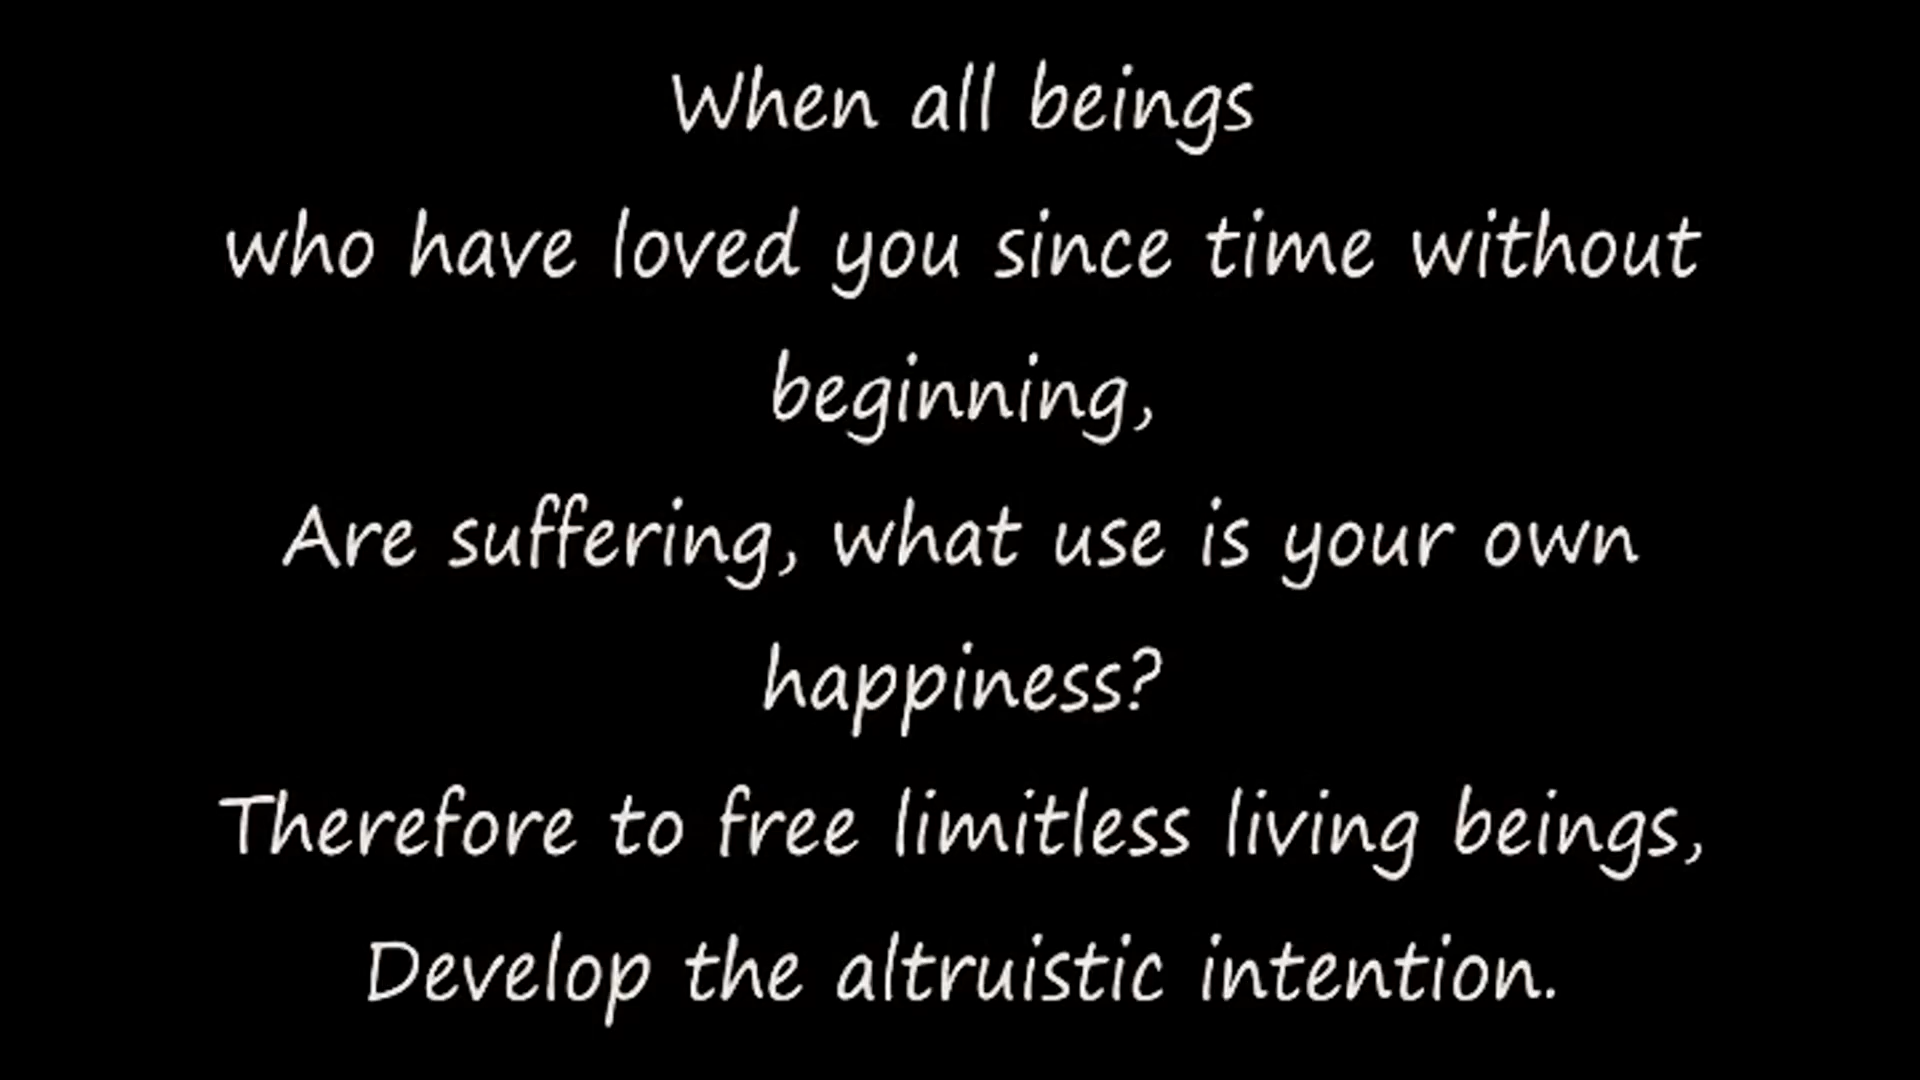 When all beings
who have loved you since time without
beginning,
Are suffering, what use is your own
happiness?
Therefore to free limitless living beings,
Develop the altruistic intention.